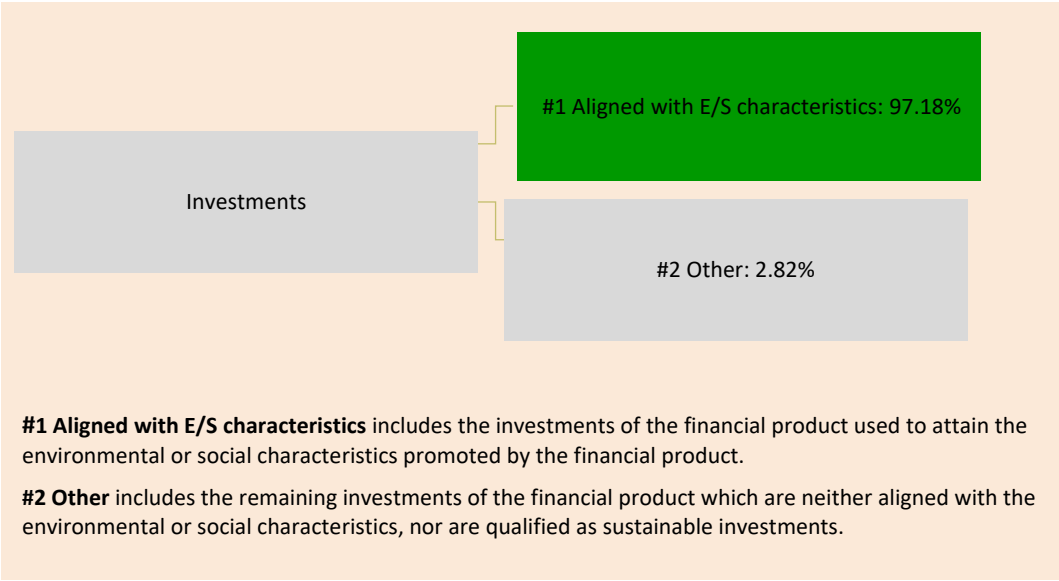 #1 Aligned with E/S characteristics: 97.18%
Investments
#2 Other: 2.82%
#1 Aligned with E/S characteristics includes the investments of the financial product used to attain the
environmental or social characteristics promoted by the financial product.
#2 Other includes the remaining investments of the financial product which are neither aligned with the
environmental or social characteristics, nor are qualified as sustainable investments.